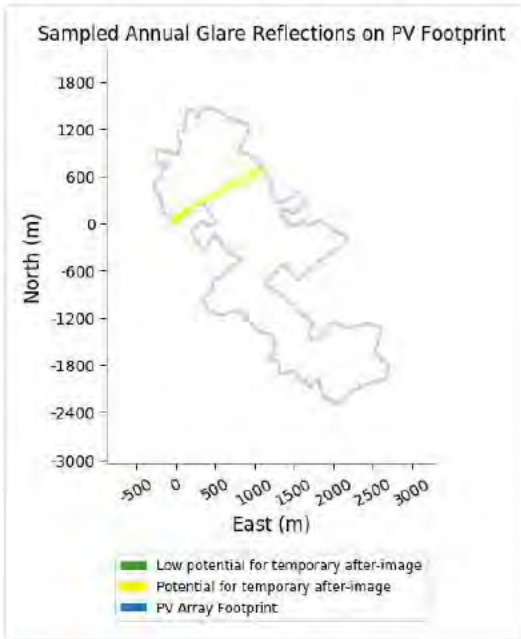 Sampled Annual Glare Reflections on PV Footprint
1800
1200
600
0
-600
-1200
-1800
-2400
-3000
North (m)
-500 0 500 1000 1500 2000 2500 3000
East (m)
Low potential for temporary after-image
Potential for temporary after-image
PV Array Footprint